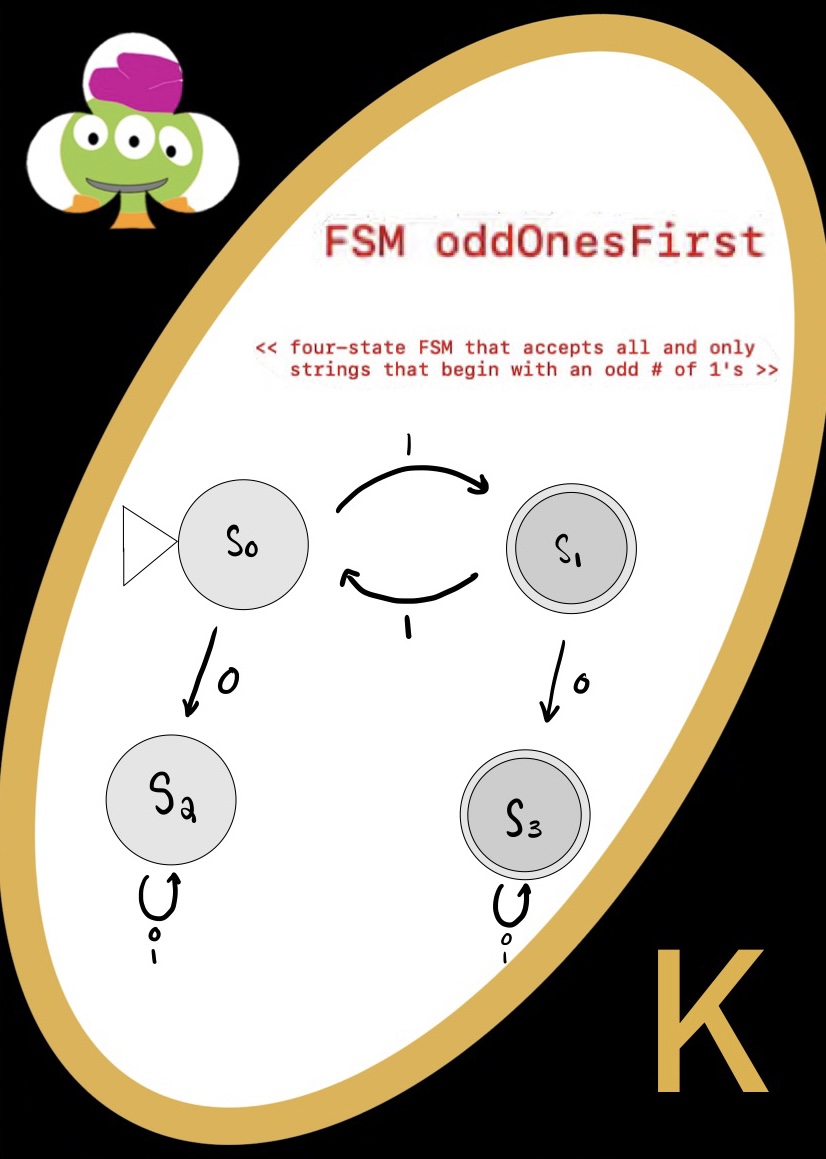 FSM oddOnesFirst
<< four-state FSM that accepts all and only
strings that begin with an odd # of 1's >>
1
S0
S1
1
0
0
S2
S3
0
1
0
1
K